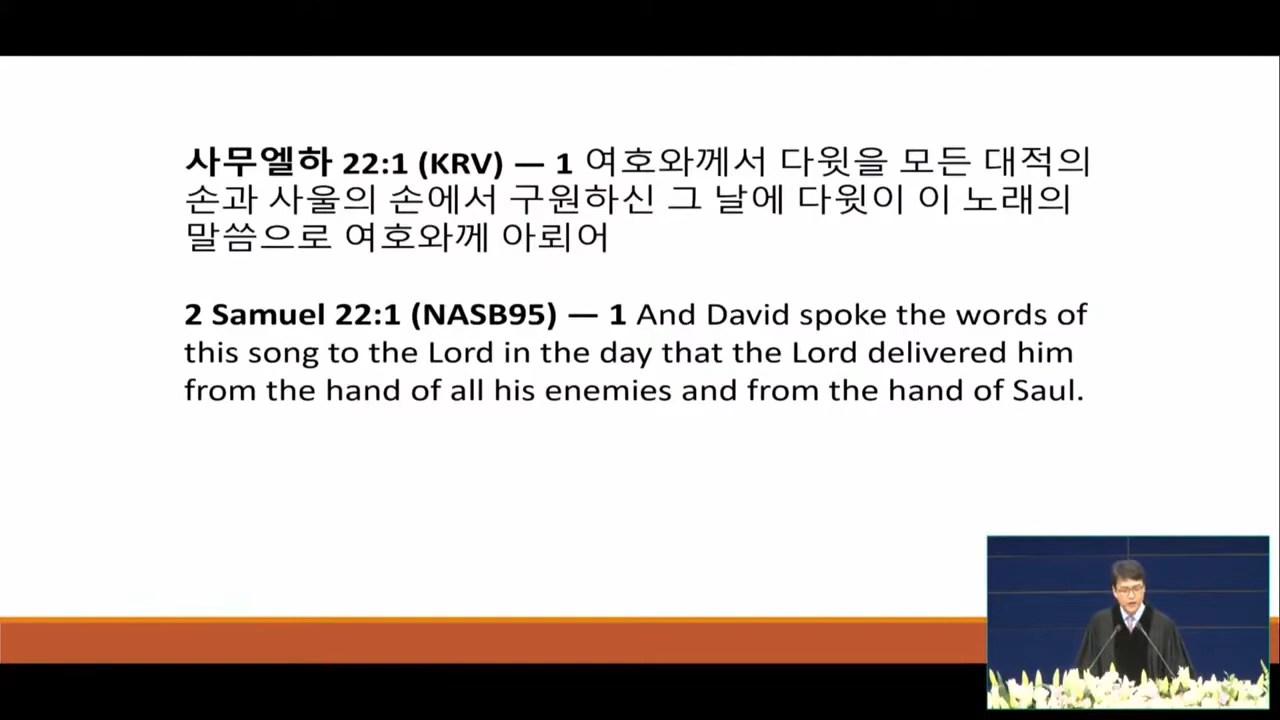 사무엘하 22:1 (KRV) — 1 여호와께서 다윗을 모든 대적의
손과 사울의 손에서 구원하신 그 날에 다윗이 이 노래의
말씀으로 여호와께 아뢰어
2 Samuel 22:1 (NASB95) — 1 And David spoke the words of
this song to the Lord in the day that the Lord delivered him
from the hand of all his enemies and from the hand of Saul.